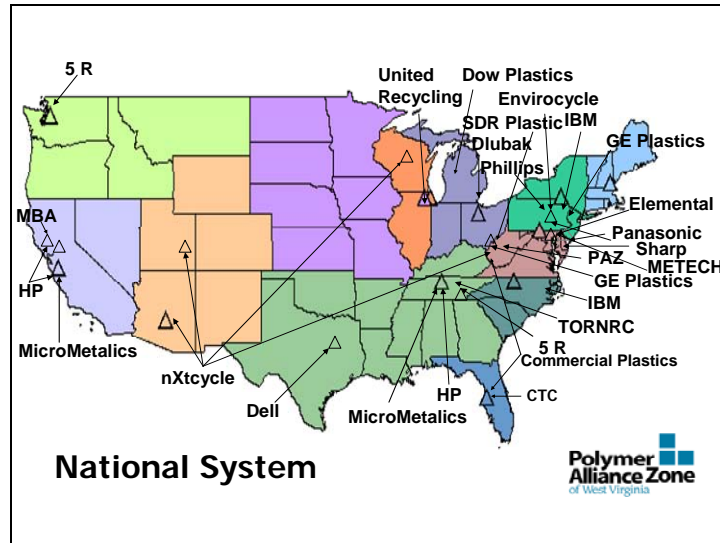 5 R
United
Recycling
Dow Plastics
Envirocycle
SDR Plastic
IBM
Dlubak
GE Plastics
Phillips
MBA
Elemental
Panasonic
Sharp
PAZ
METECH
HP
GE Plastics
IBM
TORNRC
MicroMetalics
5 R
Commercial Plastics
nXtcycle
HP
CTC
Dell
MicroMetalics
National System
Polymer
Alliance Zone
of West Virginia